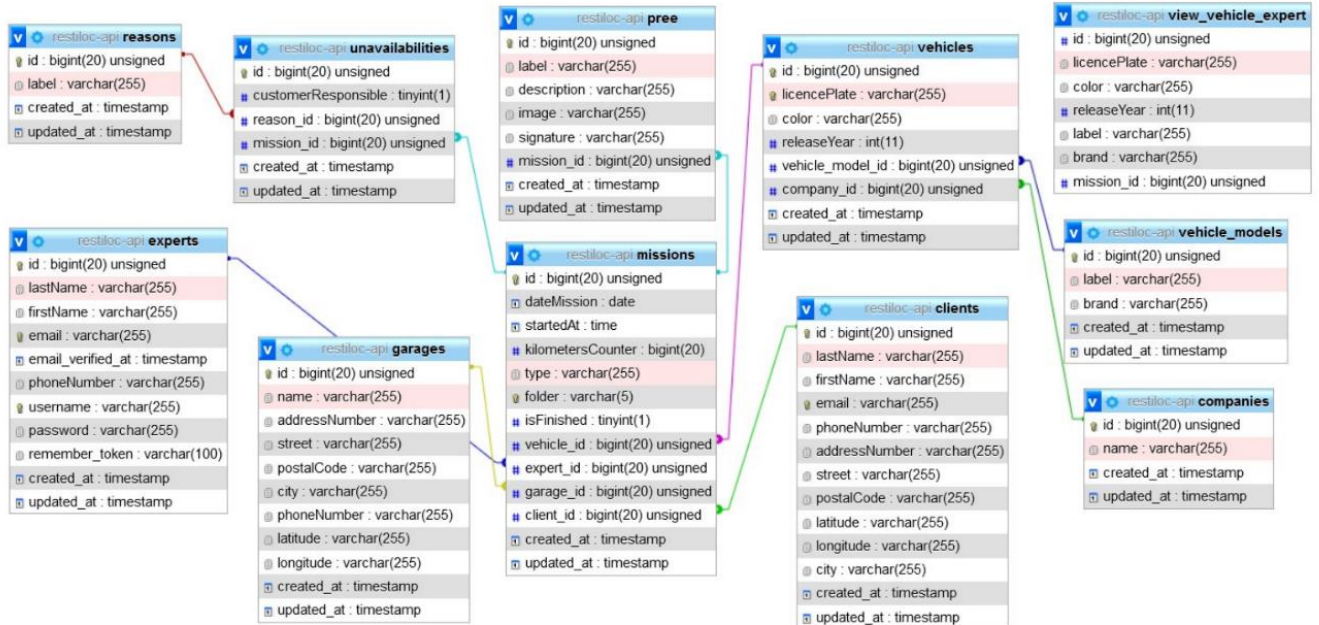 restiloc-api reasons
id : bigint(20) unsigned
label : varchar(255)
created_at : timestamp
updated_at : timestamp
restiloc-api unavailabilities
id : bigint(20) unsigned
customerResponsible : tinyint(1)
reason_id : bigint(20) unsigned
mission_id : bigint(20) unsigned
created_at : timestamp
updated_at : timestamp
restiloc-api pree
id : bigint(20) unsigned
label : varchar(255)
description : varchar(255)
image : varchar(255)
signature : varchar(255)
mission_id : bigint(20) unsigned
created_at : timestamp
updated_at : timestamp
restiloc-api vehicles
id : bigint(20) unsigned
licencePlate : varchar(255)
color : varchar(255)
releaseYear : int(11)
vehicle_model_id : bigint(20) unsigned
company_id : bigint(20) unsigned
created_at : timestamp
updated_at : timestamp
restiloc-api view_vehicle_expert
id : bigint(20) unsigned
licencePlate : varchar(255)
color : varchar(255)
releaseYear : int(11)
label : varchar(255)
brand : varchar(255)
mission_id : bigint(20) unsigned
restiloc-api experts
id : bigint(20) unsigned
lastName : varchar(255)
firstName : varchar(255)
email : varchar(255)
email_verified_at : timestamp
phoneNumber : varchar(255)
username : varchar(255)
password : varchar(255)
remember_token : varchar(100)
created_at : timestamp
updated_at : timestamp
restiloc-api garages
id : bigint(20) unsigned
name : varchar(255)
addressNumber : varchar(255)
street : varchar(255)
postalCode : varchar(255)
city : varchar(255)
phoneNumber : varchar(255)
latitude : varchar(255)
longitude : varchar(255)
created_at : timestamp
updated_at : timestamp
restiloc-api missions
id : bigint(20) unsigned
dateMission : date
startedAt : time
kilometersCounter : bigint(20)
type : varchar(255)
folder : varchar(5)
isFinished : tinyint(1)
vehicle_id : bigint(20) unsigned
expert_id : bigint(20) unsigned
garage_id : bigint(20) unsigned
client_id : bigint(20) unsigned
created_at : timestamp
updated_at : timestamp
restiloc-api clients
id : bigint(20) unsigned
lastName : varchar(255)
firstName : varchar(255)
email : varchar(255)
phoneNumber : varchar(255)
addressNumber : varchar(255)
street : varchar(255)
postalCode : varchar(255)
latitude : varchar(255)
longitude : varchar(255)
city : varchar(255)
created_at : timestamp
updated_at : timestamp
restiloc-api vehicle_models
id : bigint(20) unsigned
label : varchar(255)
brand : varchar(255)
created_at : timestamp
updated_at : timestamp
restiloc-api companies
id : bigint(20) unsigned
name : varchar(255)
created_at : timestamp
updated_at : timestamp